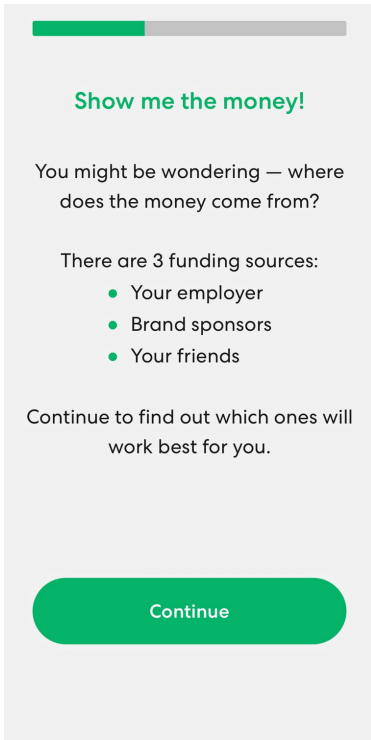 Show me the money!
You might be wondering — where
does the money come from?
There are 3 funding sources:
Your employer
Brand sponsors
Your friends
Continue to find out which ones will
work best for you.
Continue